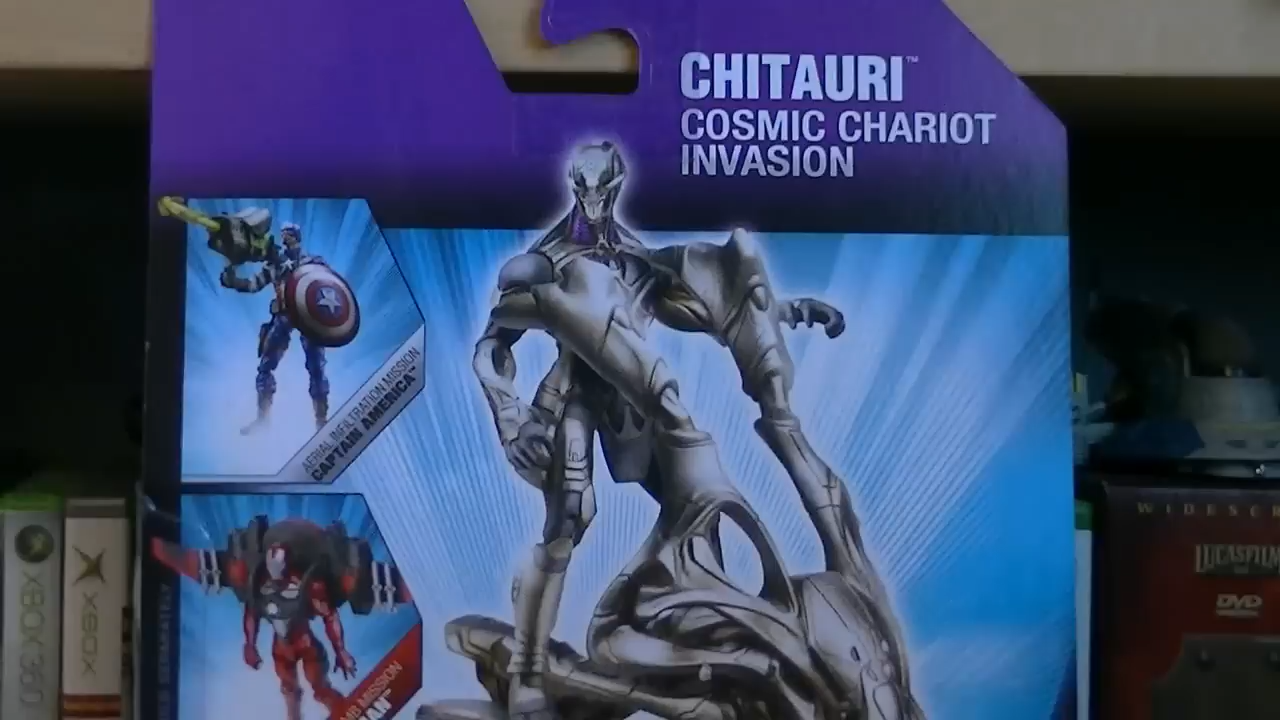 CHITAURI™
COSMIC CHARIOT
INVASION
AERIAL INFILTRATION MISSION
CAPTAIN AMERICA™
MISSION
XBOX 360
XBOX
WIDESCR
LUCASFILM
DVD